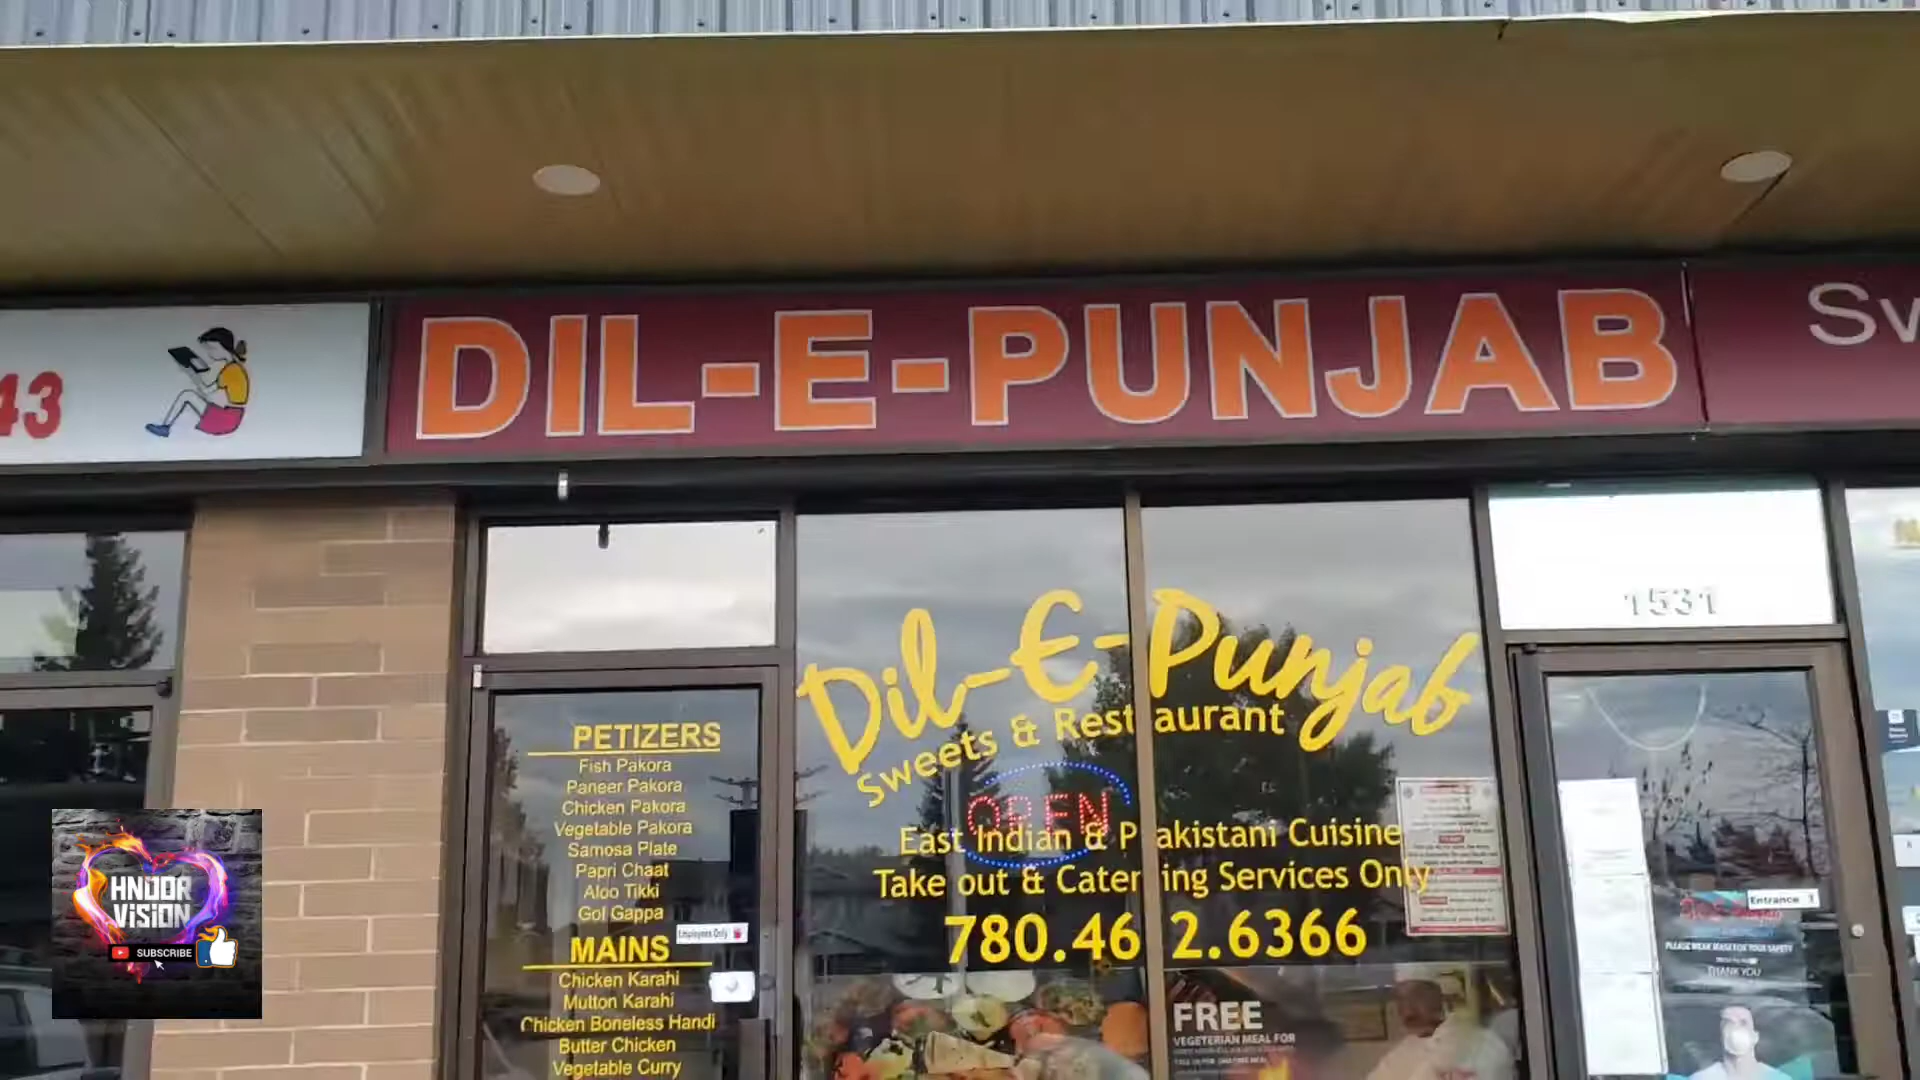 43
DIL-E-PUNJAB
Sw
1531
Dil-E-Punjab
Sweets & Restaurant
OPEN
East Indian & Pakistani Cuisine
Take out & Catering Services Only
780.462.6366
PETIZERS
Fish Pakora
Paneer Pakora
Chicken Pakora
Vegetable Pakora
Samosa Plate
Papri Chaat
Aloo Tikki
Gol Gappa
Employees Only
MAINS
Chicken Karahi
Mutton Karahi
Chicken Boneless Handi
Butter Chicken
Vegetable Curry
FREE
VEGETERIAN MEAL FOR
Entrance
PLEASE WEAR MASK FOR YOUR SAFETY
THANK YOU
HNOOR
VISION
SUBSCRIBE